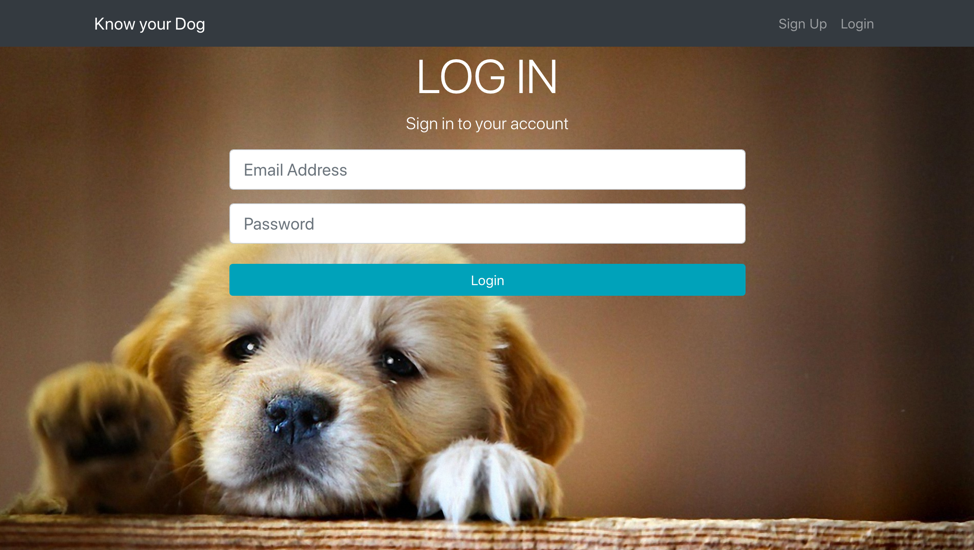 Know your Dog
Sign Up
Login
LOG IN
Sign in to your account
Email Address
Password
Login